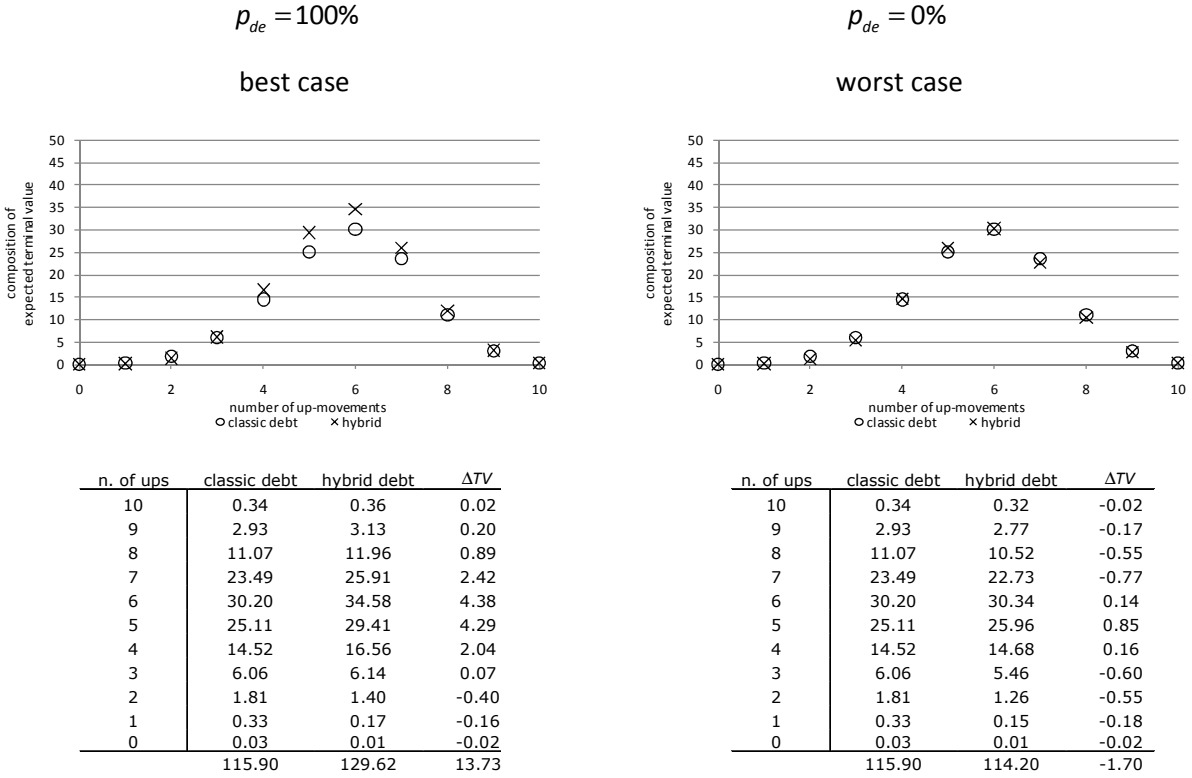 p_de = 100%
best case
50
45
40
35
30
25
20
15
10
5
0
composition of
expected terminal value
0 2 4 6 8 10
number of up-movements
classic debt hybrid
n. of ups classic debt hybrid debt ΔTV
10 0.34 0.36 0.02
9 2.93 3.13 0.20
8 11.07 11.96 0.89
7 23.49 25.91 2.42
6 30.20 34.58 4.38
5 25.11 29.41 4.29
4 14.52 16.56 2.04
3 6.06 6.14 0.07
2 1.81 1.40 -0.40
1 0.33 0.17 -0.16
0 0.03 0.01 -0.02
115.90 129.62 13.73
p_de = 0%
worst case
50
45
40
35
30
25
20
15
10
5
0
composition of
expected terminal value
0 2 4 6 8 10
number of up-movements
classic debt hybrid
n. of ups classic debt hybrid debt ΔTV
10 0.34 0.32 -0.02
9 2.93 2.77 -0.17
8 11.07 10.52 -0.55
7 23.49 22.73 -0.77
6 30.20 30.34 0.14
5 25.11 25.96 0.85
4 14.52 14.68 0.16
3 6.06 5.46 -0.60
2 1.81 1.26 -0.55
1 0.33 0.15 -0.18
0 0.03 0.01 -0.02
115.90 114.20 -1.70